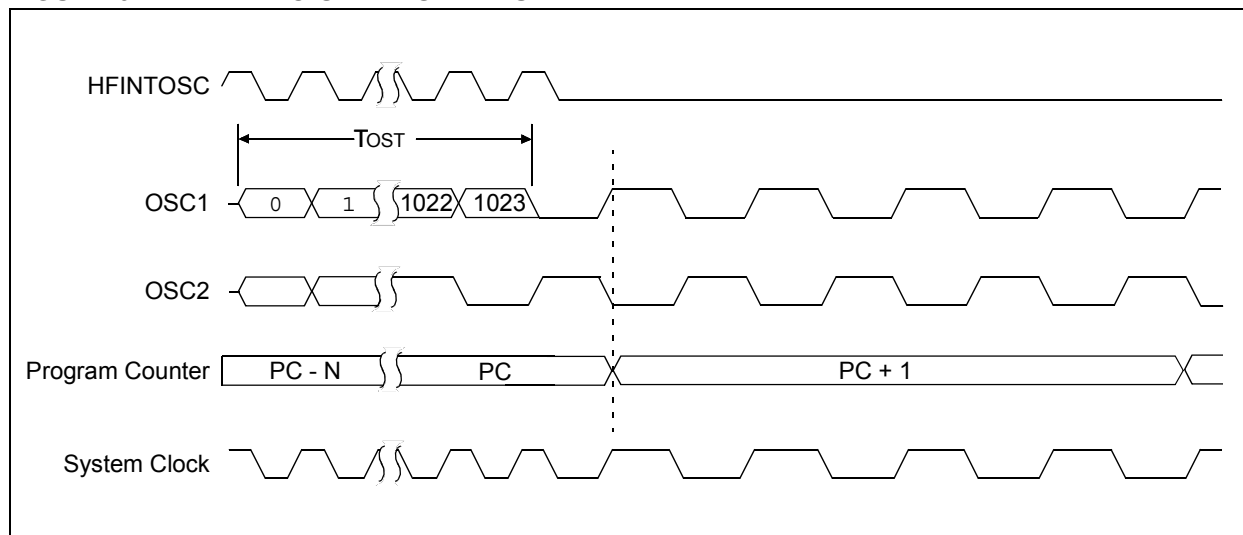 HFINTOSC
TOST
OSC1 0 1 1022 1023
OSC2
Program Counter PC - N PC PC + 1
System Clock